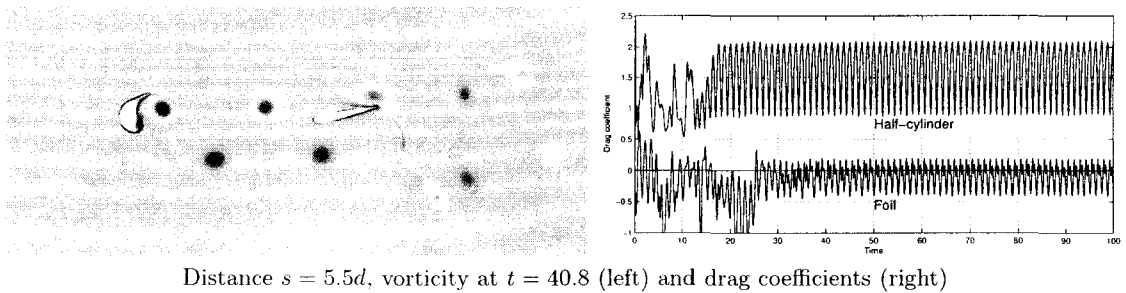 2.5
2
1.5
1
0.5
0
−0.5
−1
Drag coefficient
Half−cylinder
Foil
0 10 20 30 40 50 60 70 80 90 100
Time
Distance s = 5.5d, vorticity at t = 40.8 (left) and drag coefficients (right)